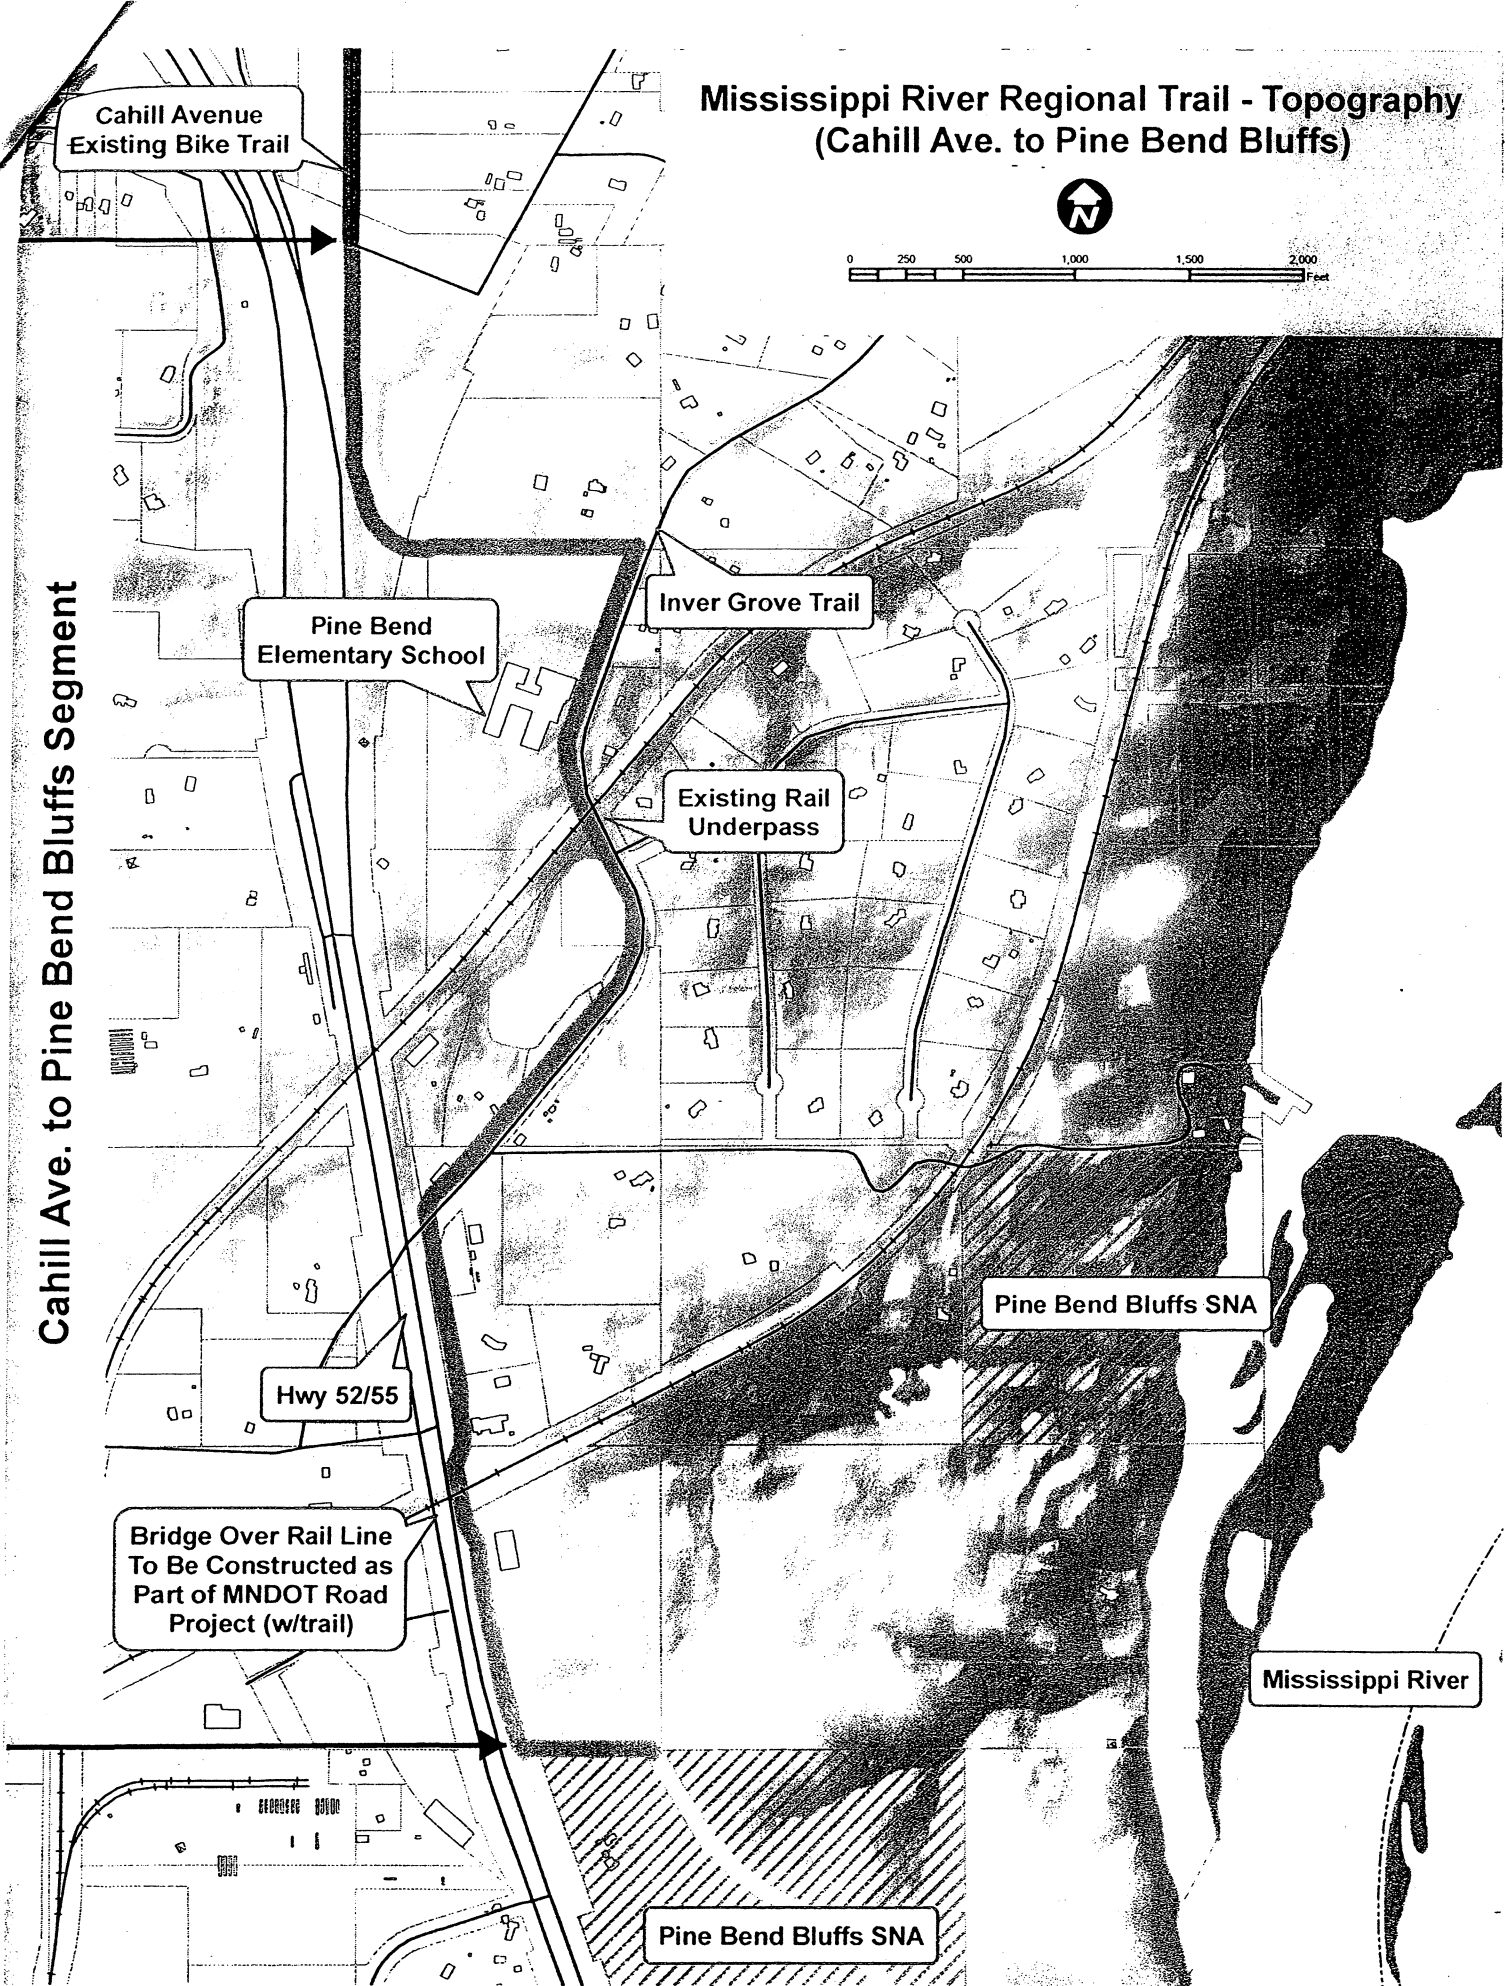 Mississippi River Regional Trail - Topography
(Cahill Ave. to Pine Bend Bluffs)
N
0 250 500 1,000 1,500 2,000
Feet
Cahill Avenue
Existing Bike Trail
Cahill Ave. to Pine Bend Bluffs Segment
Inver Grove Trail
Pine Bend
Elementary School
Existing Rail
Underpass
Pine Bend Bluffs SNA
Hwy 52/55
Bridge Over Rail Line
To Be Constructed as
Part of MNDOT Road
Project (w/trail)
Mississippi River
Pine Bend Bluffs SNA